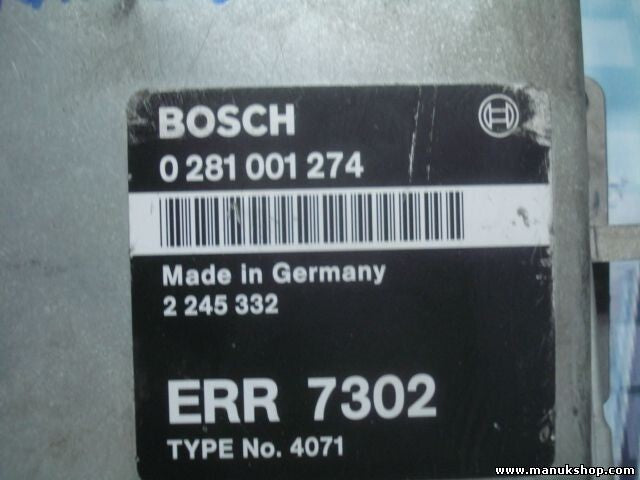 BOSCH
0 281 001 274
Made in Germany
2 245 332
ERR 7302
TYPE No. 4071
www.manukshop.com